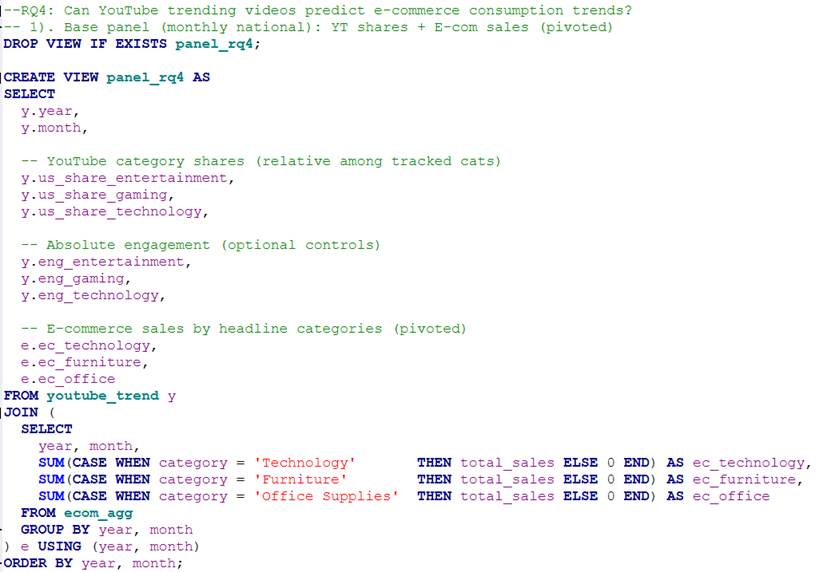 --RQ4: Can YouTube trending videos predict e-commerce consumption trends?
-- 1). Base panel (monthly national): YT shares + E-com sales (pivoted)
DROP VIEW IF EXISTS panel_rq4;
CREATE VIEW panel_rq4 AS
SELECT
y.year,
y.month,
-- YouTube category shares (relative among tracked cats)
y.us_share_entertainment,
y.us_share_gaming,
y.us_share_technology,
-- Absolute engagement (optional controls)
y.eng_entertainment,
y.eng_gaming,
y.eng_technology,
-- E-commerce sales by headline categories (pivoted)
e.ec_technology,
e.ec_furniture,
e.ec_office
FROM youtube_trend y
JOIN (
SELECT
year, month,
SUM(CASE WHEN category = 'Technology' THEN total_sales ELSE 0 END) AS ec_technology,
SUM(CASE WHEN category = 'Furniture' THEN total_sales ELSE 0 END) AS ec_furniture,
SUM(CASE WHEN category = 'Office Supplies' THEN total_sales ELSE 0 END) AS ec_office
FROM ecom_agg
GROUP BY year, month
) e USING (year, month)
ORDER BY year, month;